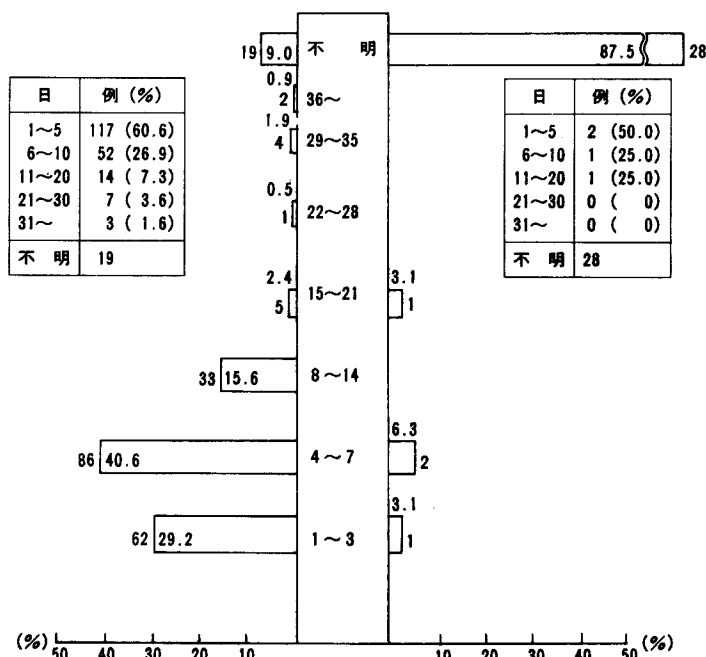 19 9.0 不 明 87.5 28
0.9
2 36～
1.9
4 29～35
0.5
1 22～28
2.4 3.1
5 15～21 1
33 15.6 8～14
6.3
86 40.6 4～7 2
3.1
62 29.2 1～3 1
(%) 50 40 30 20 10 10 20 30 40 50 (%)
日 例 (%)
1～5 117 (60.6)
6～10 52 (26.9)
11～20 14 ( 7.3)
21～30 7 ( 3.6)
31～ 3 ( 1.6)
不 明 19
日 例 (%)
1～5 2 (50.0)
6～10 1 (25.0)
11～20 1 (25.0)
21～30 0 ( 0)
31～ 0 ( 0)
不 明 28